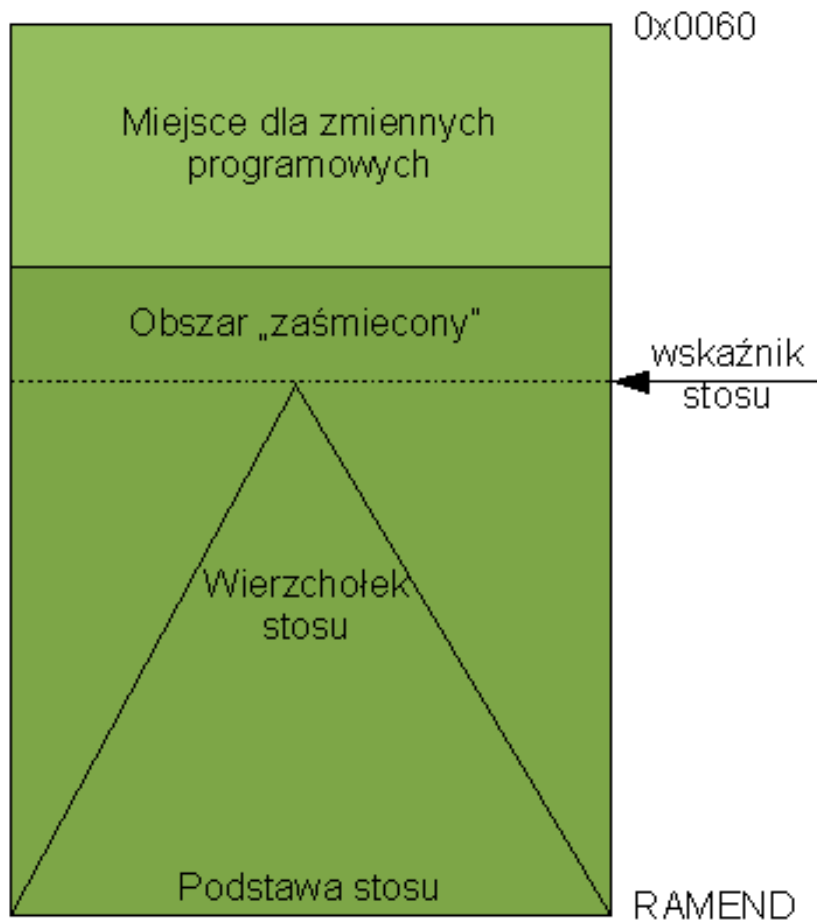 0x0060
Miejsce dla zmiennych
programowych
Obszar „zaśmiecony"
wskaźnik
stosu
Wierzchołek
stosu
Podstawa stosu
RAMEND